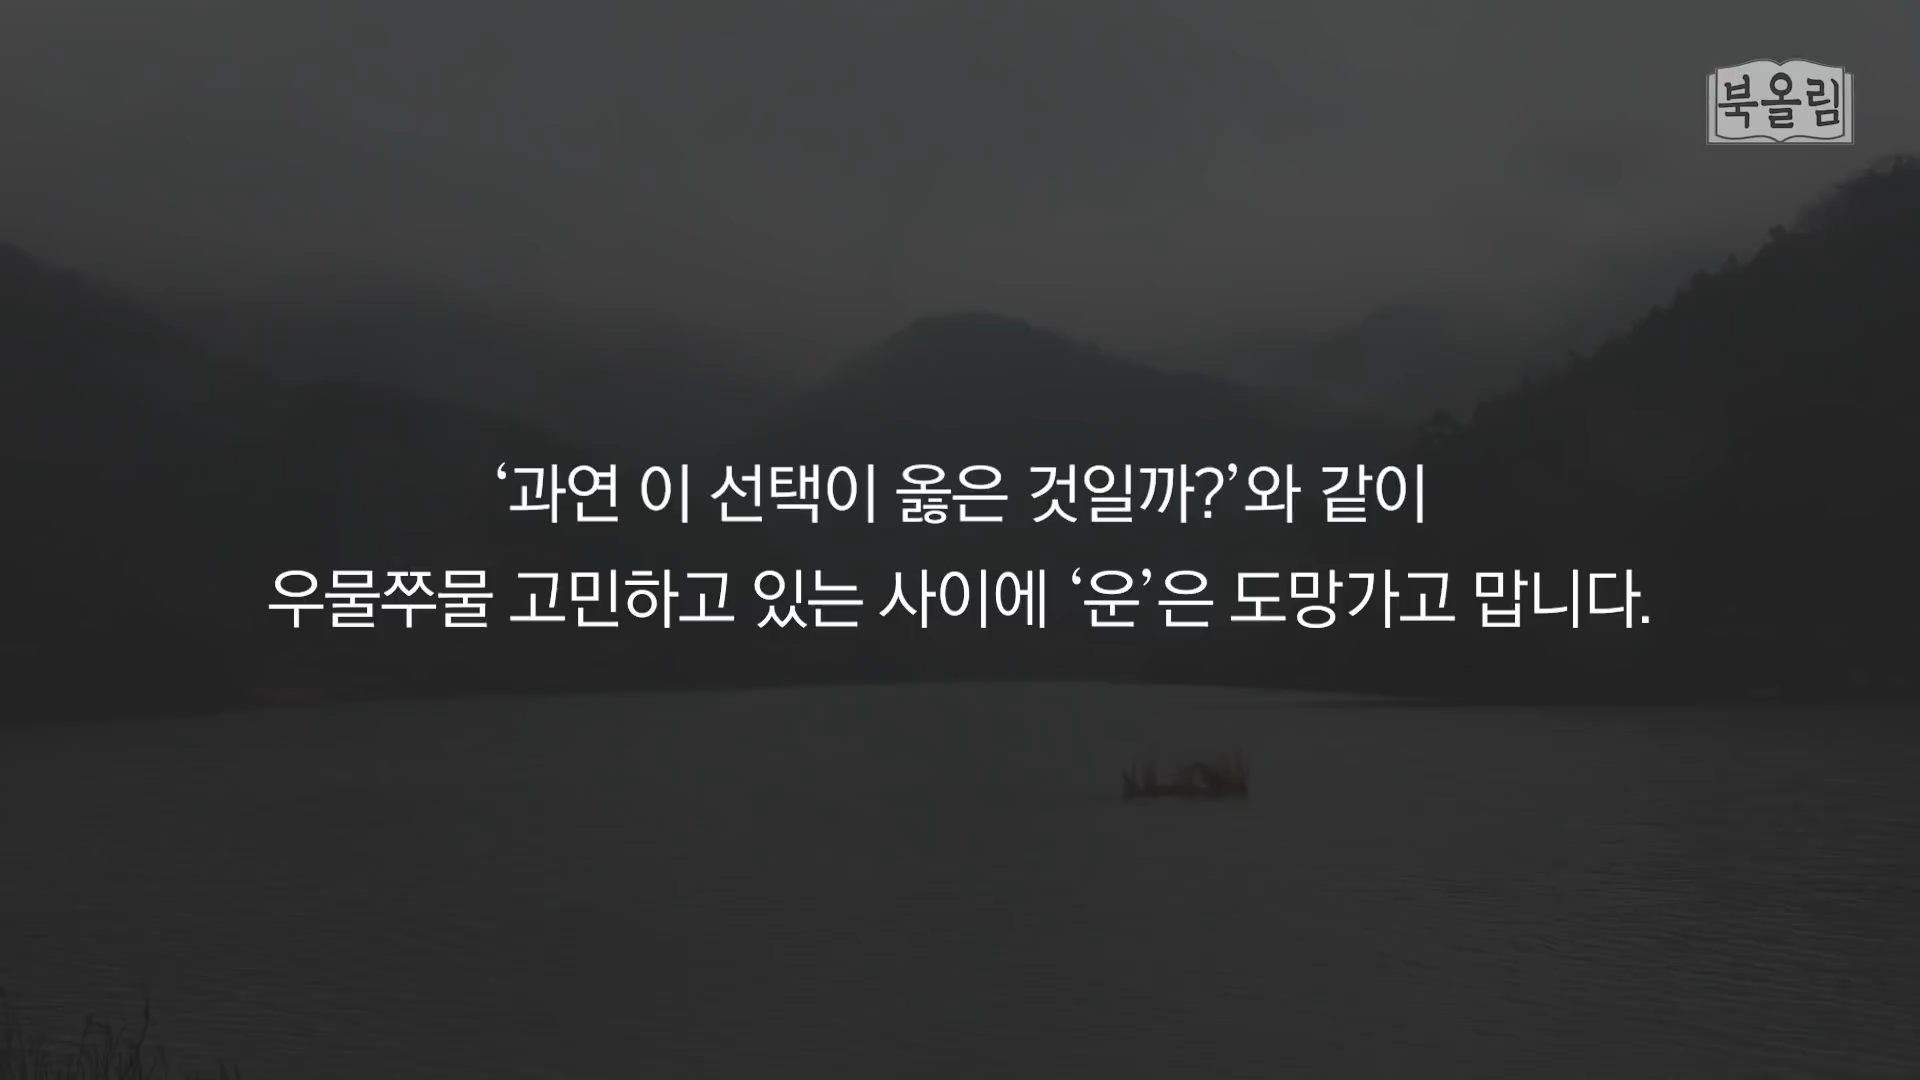 북올림
‘과연 이 선택이 옳은 것일까?’와 같이
우물쭈물 고민하고 있는 사이에 ‘운’은 도망가고 맙니다.